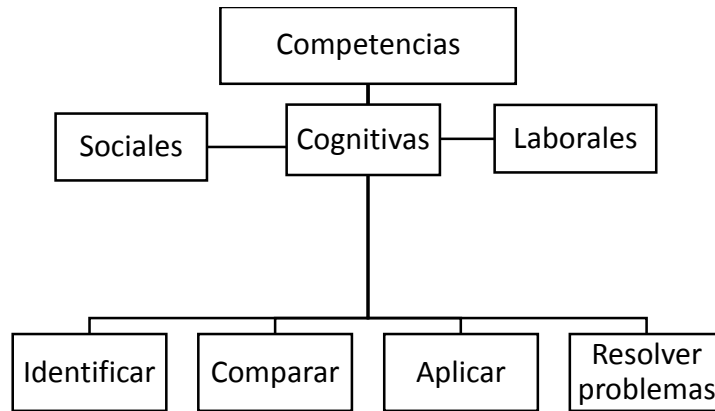 Competencias
Sociales
Cognitivas
Laborales
Identificar
Comparar
Aplicar
Resolver
problemas